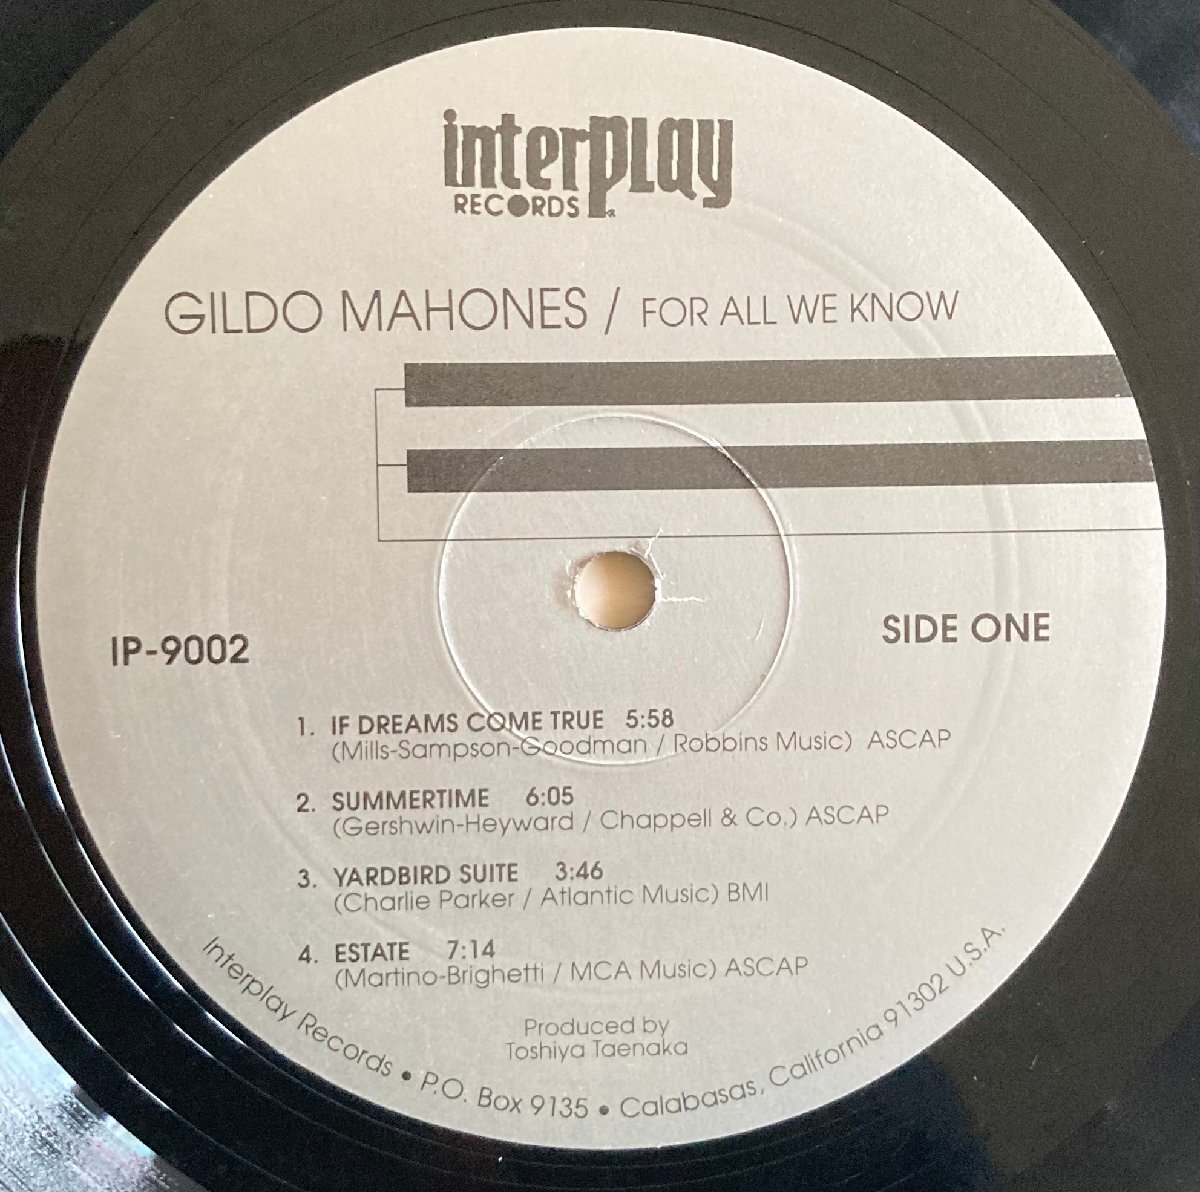 interplay
RECORDS ®
GILDO MAHONES / FOR ALL WE KNOW
IP-9002
SIDE ONE
1. IF DREAMS COME TRUE 5:58
(Mills-Sampson-Goodman / Robbins Music) ASCAP
2. SUMMERTIME 6:05
(Gershwin-Heyward / Chappell & Co.) ASCAP
3. YARDBIRD SUITE 3:46
(Charlie Parker / Atlantic Music) BMI
4. ESTATE 7:14
(Martino-Brighetti / MCA Music) ASCAP
Produced by
Toshiya Taenaka
Interplay Records • P.O. Box 9135 • Calabasas, California 91302 U.S.A.